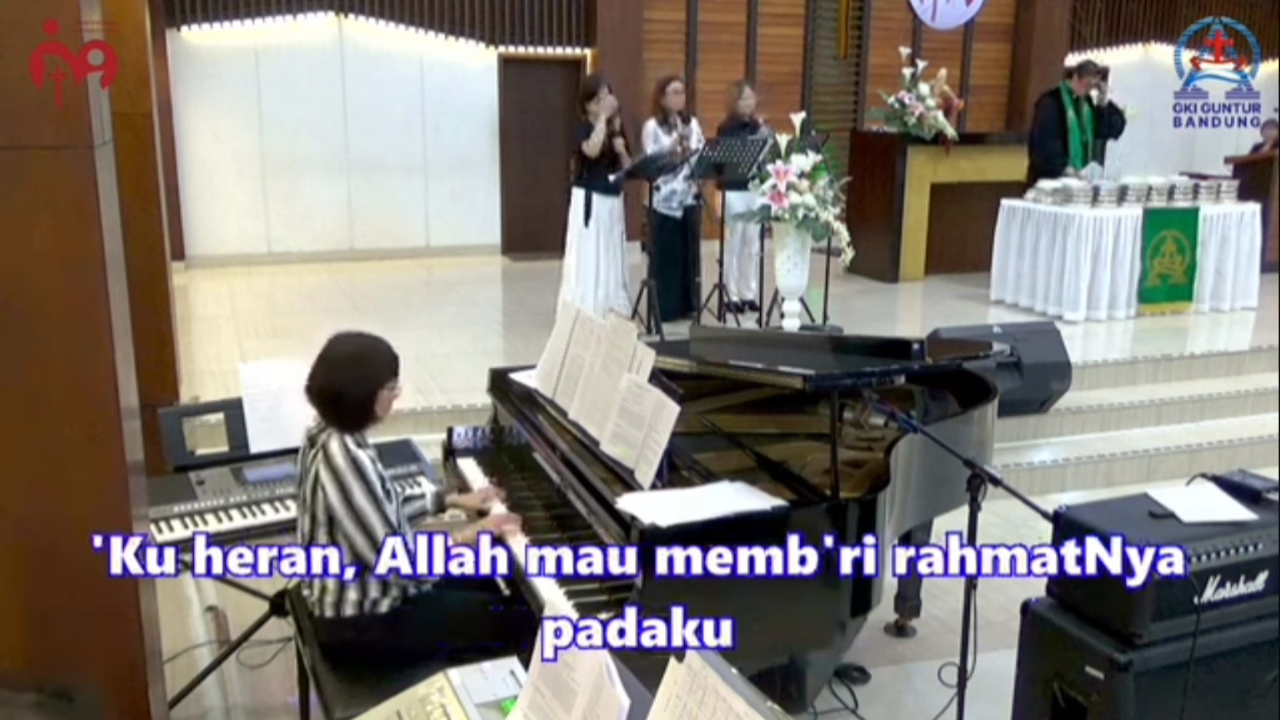 GKI GUNTUR
BANDUNG
'Ku heran, Allah mau memb'ri rahmatNya
padaku
Marshall